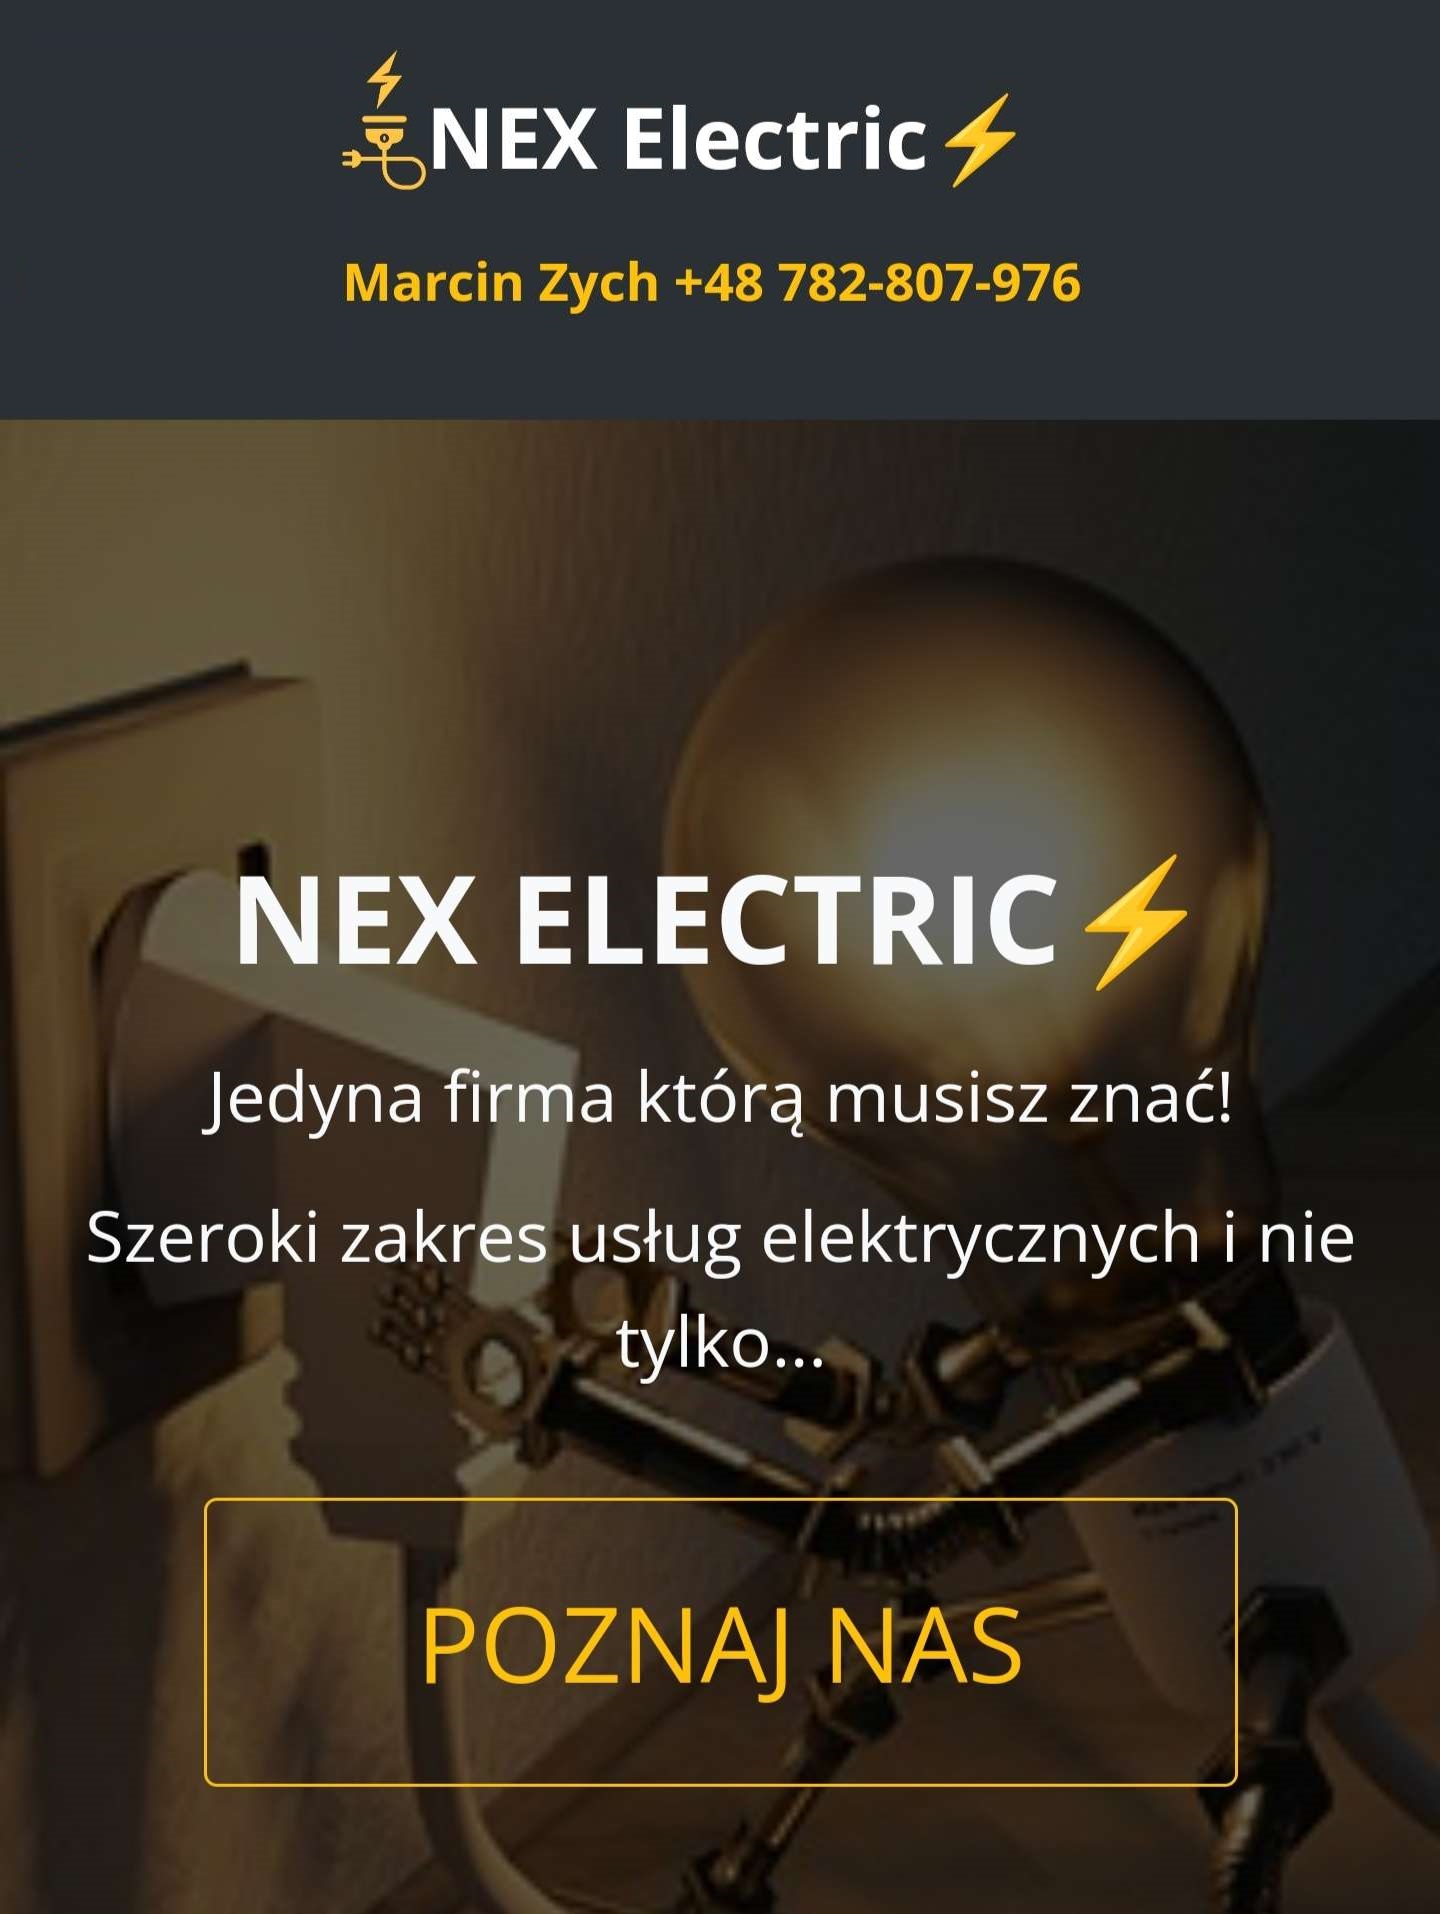 NEX Electric⚡
Marcin Zych +48 782-807-976
NEX ELECTRIC⚡
Jedyna firma którą musisz znać!
Szeroki zakres usług elektrycznych i nie
tylko...
POZNAJ NAS